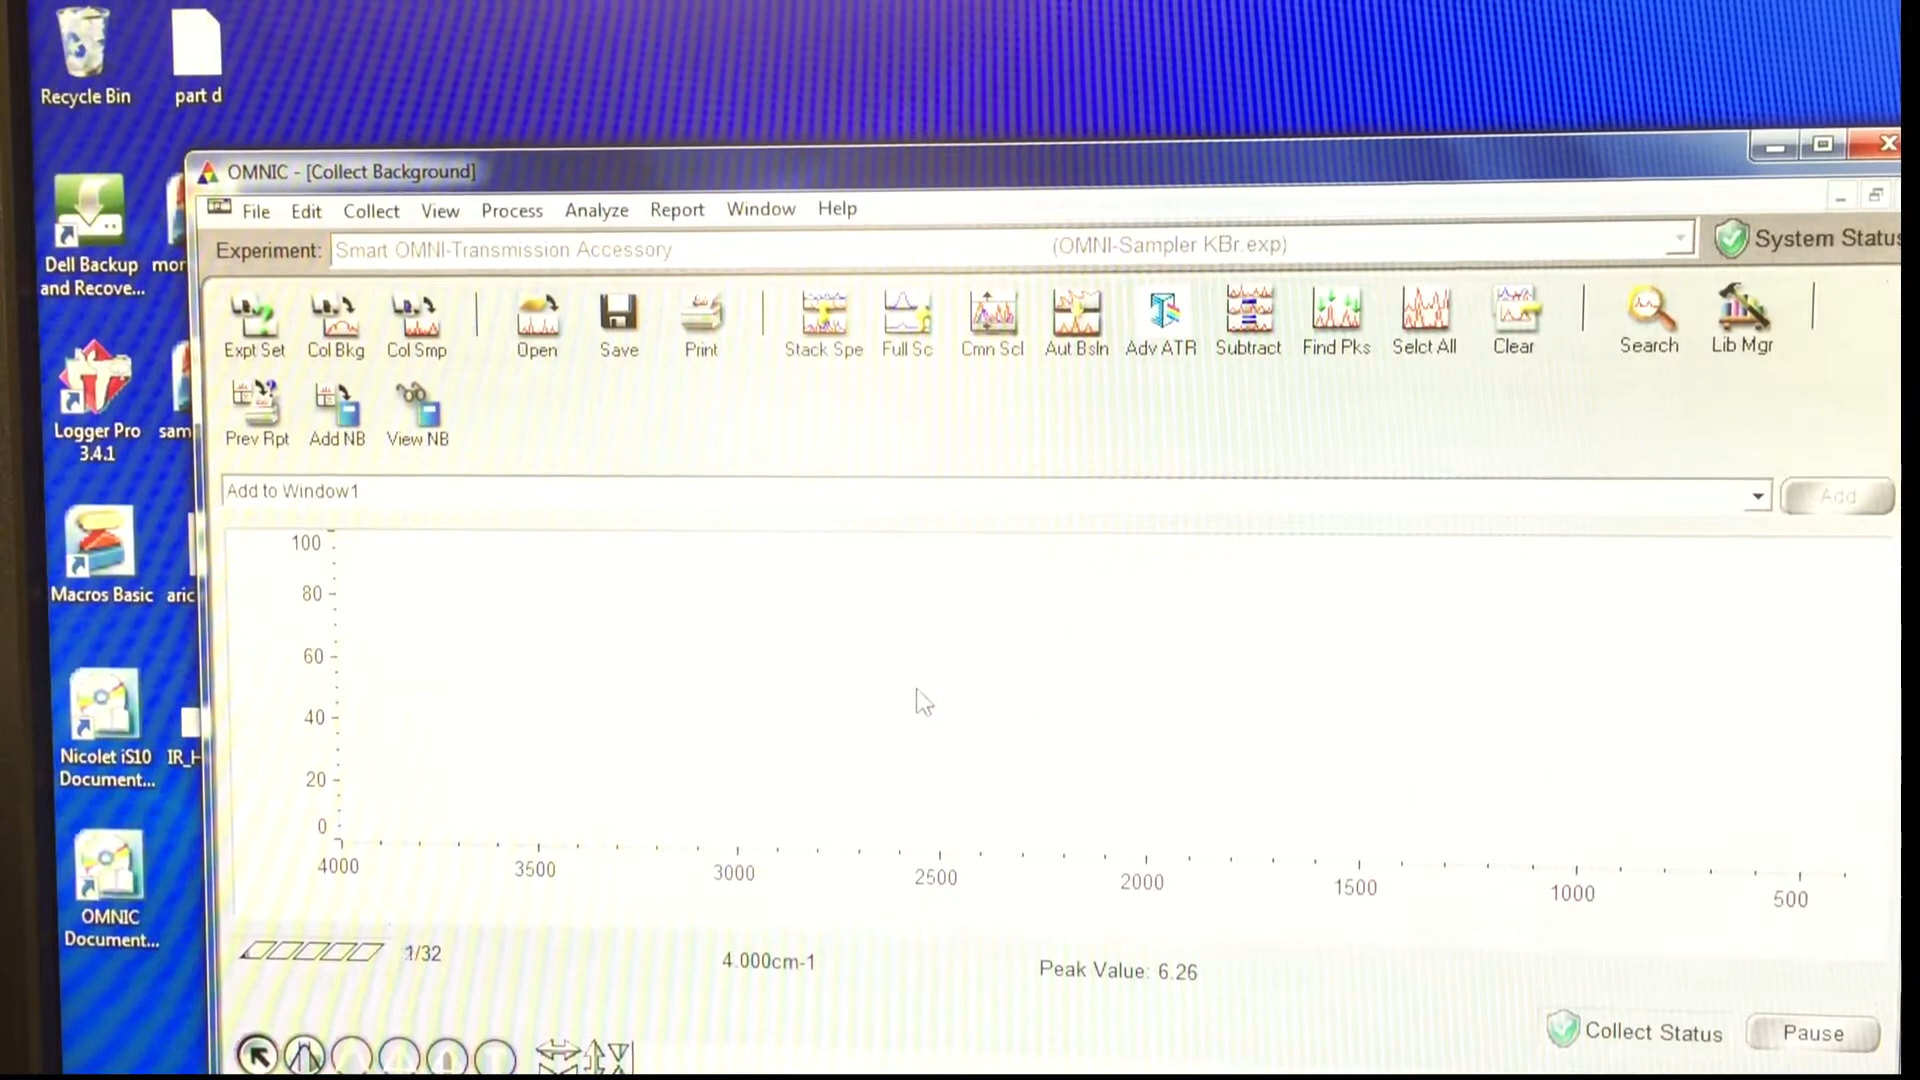 Recycle Bin
part d
OMNIC - [Collect Background]
File Edit Collect View Process Analyze Report Window Help
Experiment: Smart OMNI-Transmission Accessory (OMNI-Sampler KBr.exp)
System Status
Expt Set Col Bkg Col Smp Open Save Print Stack Spe Full Sc Cmn Scl Aut Bsln Adv ATR Subtract Find Pks Selct All Clear Search Lib Mgr
Prev Rpt Add NB View NB
Add to Window1
Add
Dell Backup
and Recove...
mor
Logger Pro
3.4.1
sam
Macros Basic
aric
Nicolet iS10
Document...
IR_H
OMNIC
Document...
100
80
60
40
20
0
4000 3500 3000 2500 2000 1500 1000 500
1/32
4.000cm-1
Peak Value: 6.26
Collect Status
Pause